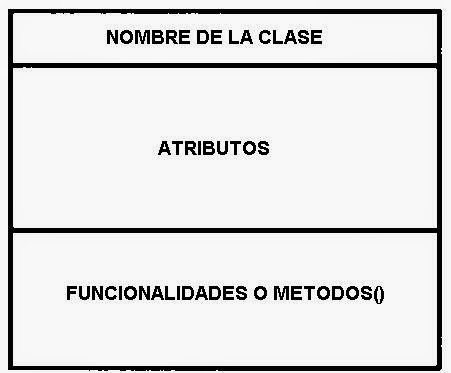 NOMBRE DE LA CLASE
ATRIBUTOS
FUNCIONALIDADES O METODOS()